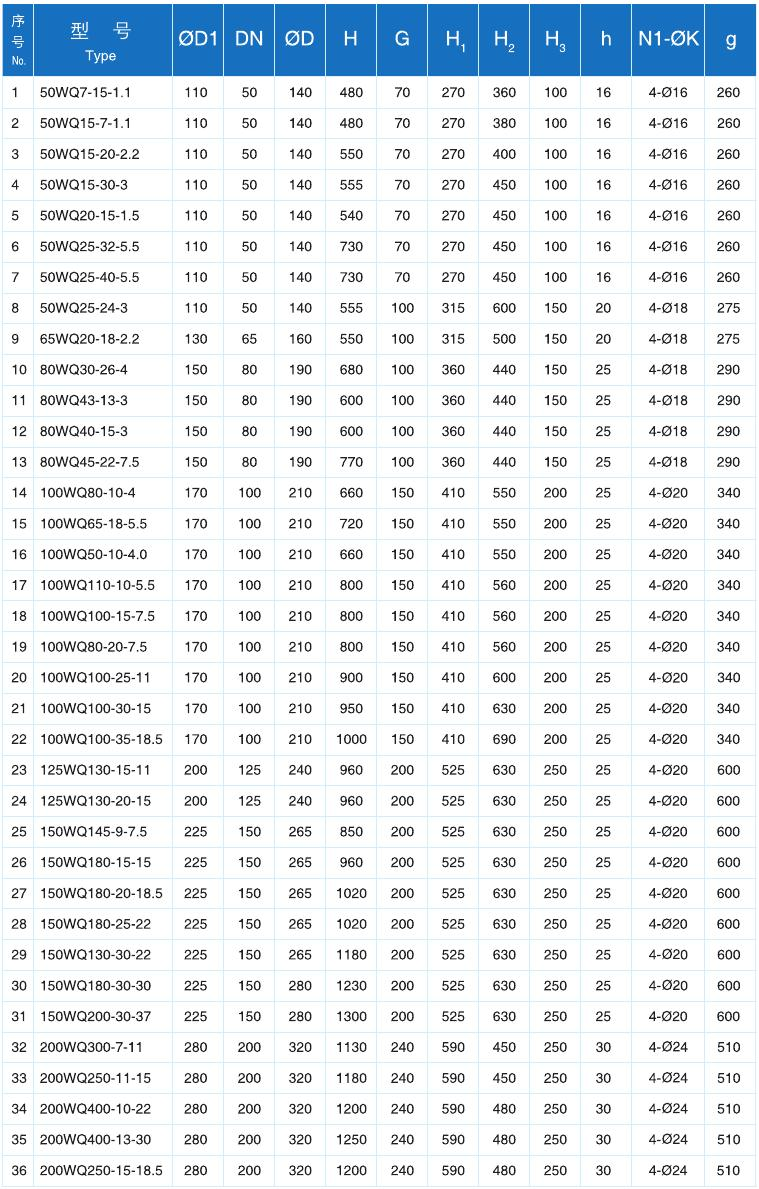 序号 No. 型号 Type ØD1 DN ØD H G H1 H2 H3 h N1-ØK g
1 50WQ7-15-1.1 110 50 140 480 70 270 360 100 16 4-Ø16 260
2 50WQ15-7-1.1 110 50 140 480 70 270 380 100 16 4-Ø16 260
3 50WQ15-20-2.2 110 50 140 550 70 270 400 100 16 4-Ø16 260
4 50WQ15-30-3 110 50 140 555 70 270 450 100 16 4-Ø16 260
5 50WQ20-15-1.5 110 50 140 540 70 270 450 100 16 4-Ø16 260
6 50WQ25-32-5.5 110 50 140 730 70 270 450 100 16 4-Ø16 260
7 50WQ25-40-5.5 110 50 140 730 70 270 450 100 16 4-Ø16 260
8 50WQ25-24-3 110 50 140 555 100 315 600 150 20 4-Ø18 275
9 65WQ20-18-2.2 130 65 160 550 100 315 500 150 20 4-Ø18 275
10 80WQ30-26-4 150 80 190 680 100 360 440 150 25 4-Ø18 290
11 80WQ43-13-3 150 80 190 600 100 360 440 150 25 4-Ø18 290
12 80WQ40-15-3 150 80 190 600 100 360 440 150 25 4-Ø18 290
13 80WQ45-22-7.5 150 80 190 770 100 360 440 150 25 4-Ø18 290
14 100WQ80-10-4 170 100 210 660 150 410 550 200 25 4-Ø20 340
15 100WQ65-18-5.5 170 100 210 720 150 410 550 200 25 4-Ø20 340
16 100WQ50-10-4.0 170 100 210 660 150 410 550 200 25 4-Ø20 340
17 100WQ110-10-5.5 170 100 210 800 150 410 560 200 25 4-Ø20 340
18 100WQ100-15-7.5 170 100 210 800 150 410 560 200 25 4-Ø20 340
19 100WQ80-20-7.5 170 100 210 800 150 410 560 200 25 4-Ø20 340
20 100WQ100-25-11 170 100 210 900 150 410 600 200 25 4-Ø20 340
21 100WQ100-30-15 170 100 210 950 150 410 630 200 25 4-Ø20 340
22 100WQ100-35-18.5 170 100 210 1000 150 410 690 200 25 4-Ø20 340
23 125WQ130-15-11 200 125 240 960 200 525 630 250 25 4-Ø20 600
24 125WQ130-20-15 200 125 240 960 200 525 630 250 25 4-Ø20 600
25 150WQ145-9-7.5 225 150 265 850 200 525 630 250 25 4-Ø20 600
26 150WQ180-15-15 225 150 265 960 200 525 630 250 25 4-Ø20 600
27 150WQ180-20-18.5 225 150 265 1020 200 525 630 250 25 4-Ø20 600
28 150WQ180-25-22 225 150 265 1020 200 525 630 250 25 4-Ø20 600
29 150WQ130-30-22 225 150 265 1180 200 525 630 250 25 4-Ø20 600
30 150WQ180-30-30 225 150 280 1230 200 525 630 250 25 4-Ø20 600
31 150WQ200-30-37 225 150 280 1300 200 525 630 250 25 4-Ø20 600
32 200WQ300-7-11 280 200 320 1130 240 590 450 250 30 4-Ø24 510
33 200WQ250-11-15 280 200 320 1180 240 590 450 250 30 4-Ø24 510
34 200WQ400-10-22 280 200 320 1200 240 590 480 250 30 4-Ø24 510
35 200WQ400-13-30 280 200 320 1250 240 590 480 250 30 4-Ø24 510
36 200WQ250-15-18.5 280 200 320 1200 240 590 480 250 30 4-Ø24 510